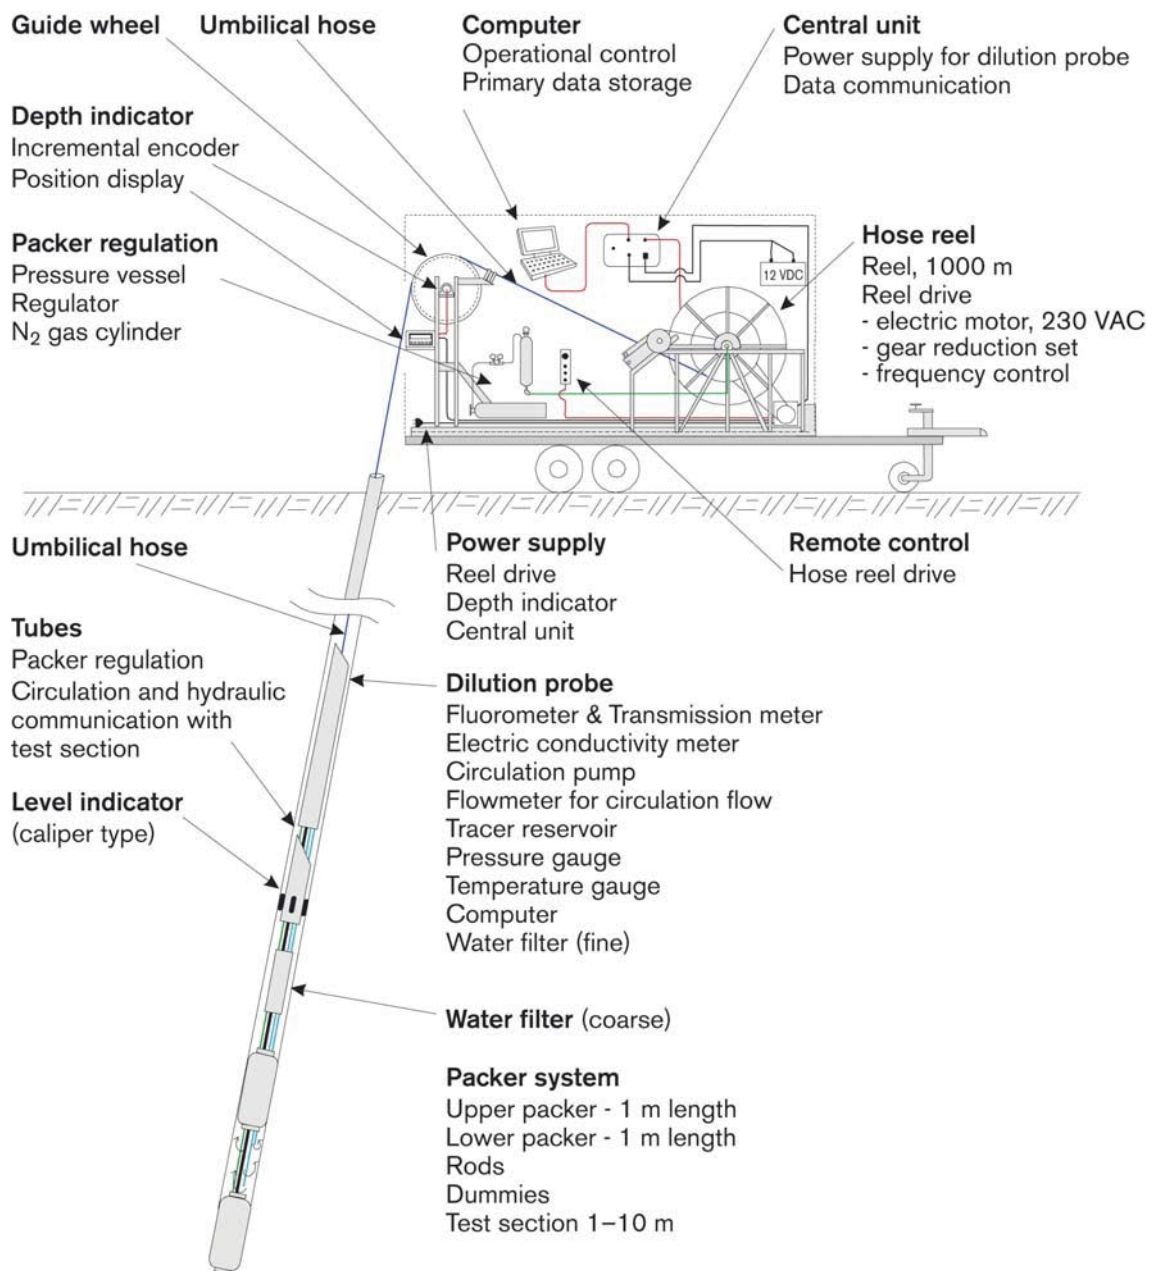 Guide wheel
Umbilical hose
Computer
Operational control
Primary data storage
Central unit
Power supply for dilution probe
Data communication
Depth indicator
Incremental encoder
Position display
Packer regulation
Pressure vessel
Regulator
N₂ gas cylinder
12 VDC
Hose reel
Reel, 1000 m
Reel drive
- electric motor, 230 VAC
- gear reduction set
- frequency control
Umbilical hose
Power supply
Reel drive
Depth indicator
Central unit
Remote control
Hose reel drive
Tubes
Packer regulation
Circulation and hydraulic
communication with
test section
Level indicator
(caliper type)
Dilution probe
Fluorometer & Transmission meter
Electric conductivity meter
Circulation pump
Flowmeter for circulation flow
Tracer reservoir
Pressure gauge
Temperature gauge
Computer
Water filter (fine)
Water filter (coarse)
Packer system
Upper packer - 1 m length
Lower packer - 1 m length
Rods
Dummies
Test section 1–10 m